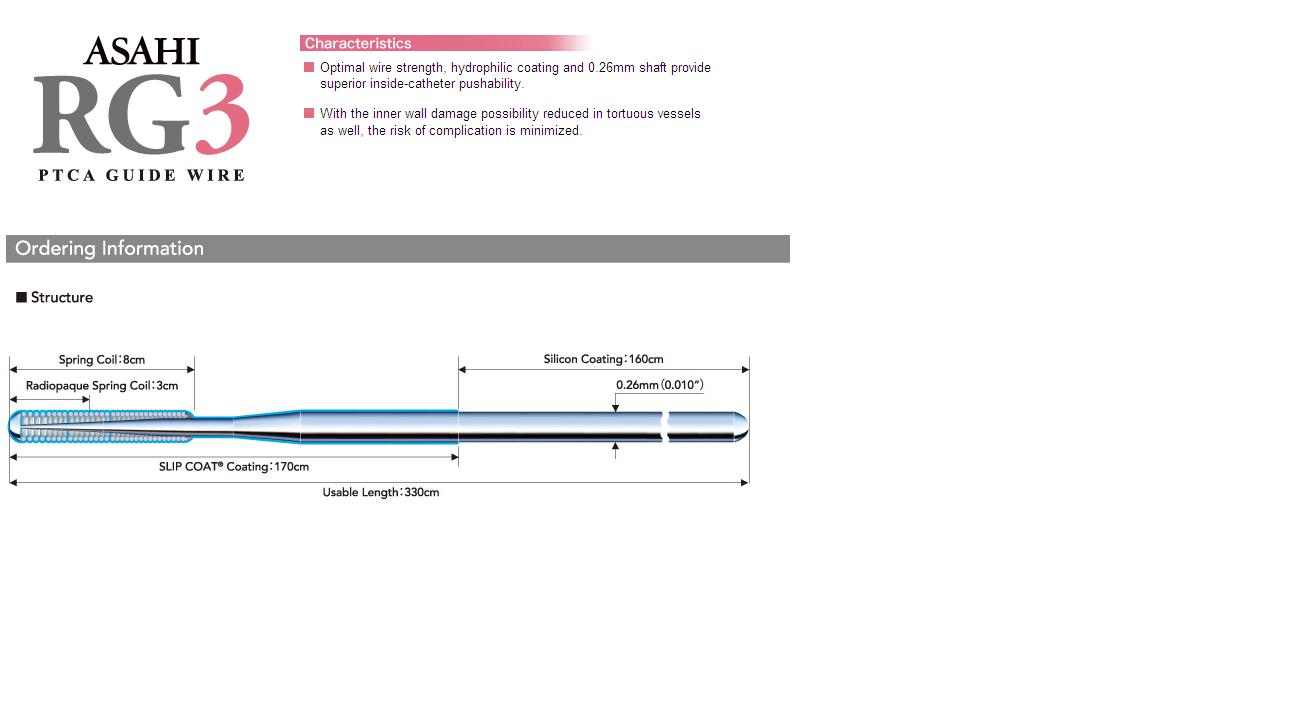 ASAHI
RG3
PTCA GUIDE WIRE
Characteristics
Optimal wire strength, hydrophilic coating and 0.26mm shaft provide
superior inside-catheter pushability.
With the inner wall damage possibility reduced in tortuous vessels
as well, the risk of complication is minimized.
Ordering Information
■ Structure
Spring Coil:8cm
Silicon Coating:160cm
Radiopaque Spring Coil:3cm
0.26mm(0.010")
SLIP COAT® Coating:170cm
Usable Length:330cm